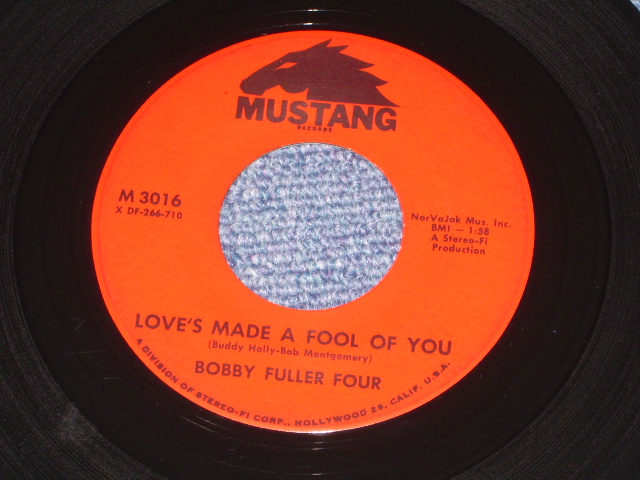 MUSTANG
RECORDS
M 3016
X DF-266-710
NorVaJak Mus. Inc.
BMI — 1:58
A Stereo-Fi
Production
LOVE'S MADE A FOOL OF YOU
(Buddy Holly-Bob Montgomery)
BOBBY FULLER FOUR
A DIVISION OF STEREO-FI CORP., HOLLYWOOD 28, CALIF. U.S.A.